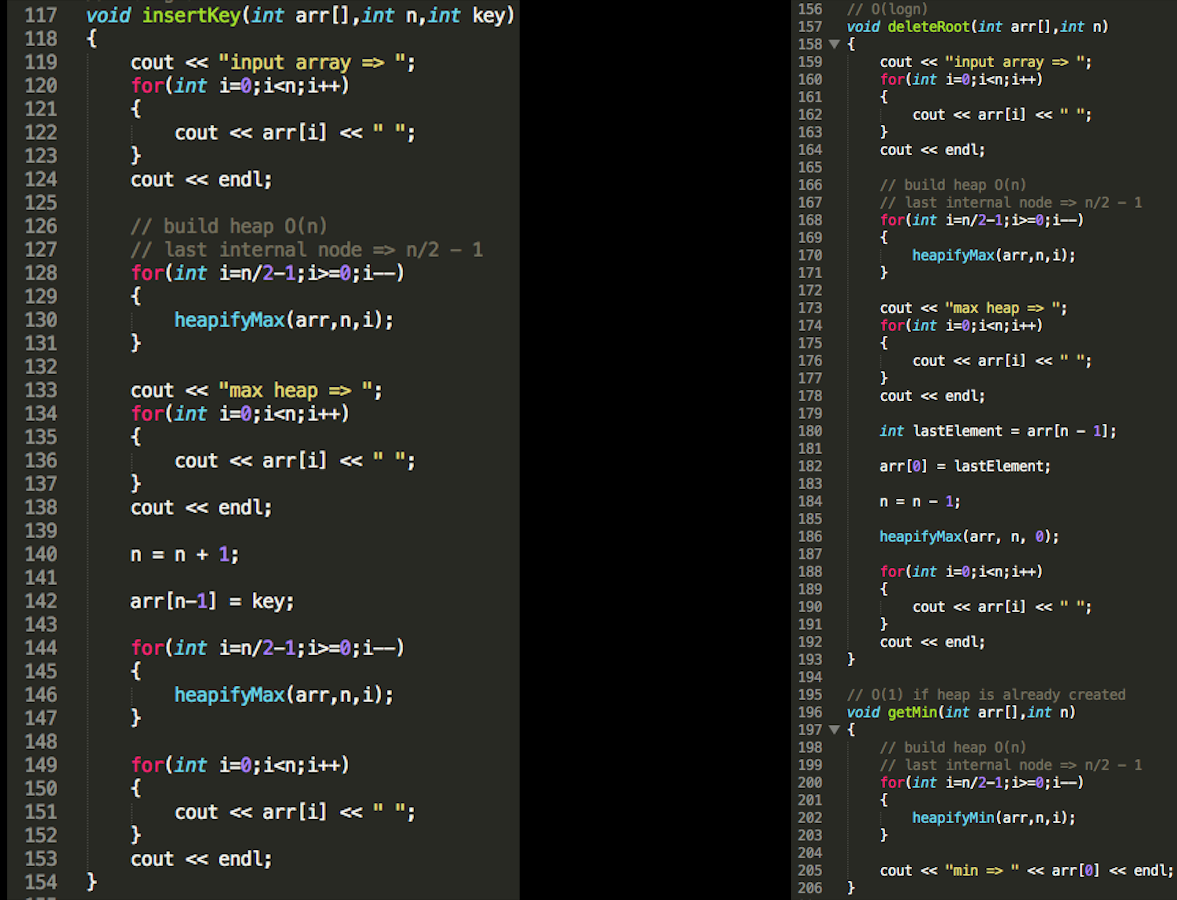 117 void insertKey(int arr[],int n,int key)
118 {
119 cout << "input array => ";
120 for(int i=0;i<n;i++)
121 {
122 cout << arr[i] << " ";
123 }
124 cout << endl;
125
126 // build heap O(n)
127 // last internal node => n/2 - 1
128 for(int i=n/2-1;i>=0;i--)
129 {
130 heapifyMax(arr,n,i);
131 }
132
133 cout << "max heap => ";
134 for(int i=0;i<n;i++)
135 {
136 cout << arr[i] << " ";
137 }
138 cout << endl;
139
140 n = n + 1;
141
142 arr[n-1] = key;
143
144 for(int i=n/2-1;i>=0;i--)
145 {
146 heapifyMax(arr,n,i);
147 }
148
149 for(int i=0;i<n;i++)
150 {
151 cout << arr[i] << " ";
152 }
153 cout << endl;
154 }
156 // O(logn)
157 void deleteRoot(int arr[],int n)
158 {
159 cout << "input array => ";
160 for(int i=0;i<n;i++)
161 {
162 cout << arr[i] << " ";
163 }
164 cout << endl;
165
166 // build heap O(n)
167 // last internal node => n/2 - 1
168 for(int i=n/2-1;i>=0;i--)
169 {
170 heapifyMax(arr,n,i);
171 }
172
173 cout << "max heap => ";
174 for(int i=0;i<n;i++)
175 {
176 cout << arr[i] << " ";
177 }
178 cout << endl;
179
180 int lastElement = arr[n - 1];
181
182 arr[0] = lastElement;
183
184 n = n - 1;
185
186 heapifyMax(arr, n, 0);
187
188 for(int i=0;i<n;i++)
189 {
190 cout << arr[i] << " ";
191 }
192 cout << endl;
193 }
194
195 // O(1) if heap is already created
196 void getMin(int arr[],int n)
197 {
198 // build heap O(n)
199 // last internal node => n/2 - 1
200 for(int i=n/2-1;i>=0;i--)
201 {
202 heapifyMin(arr,n,i);
203 }
204
205 cout << "min => " << arr[0] << endl;
206 }